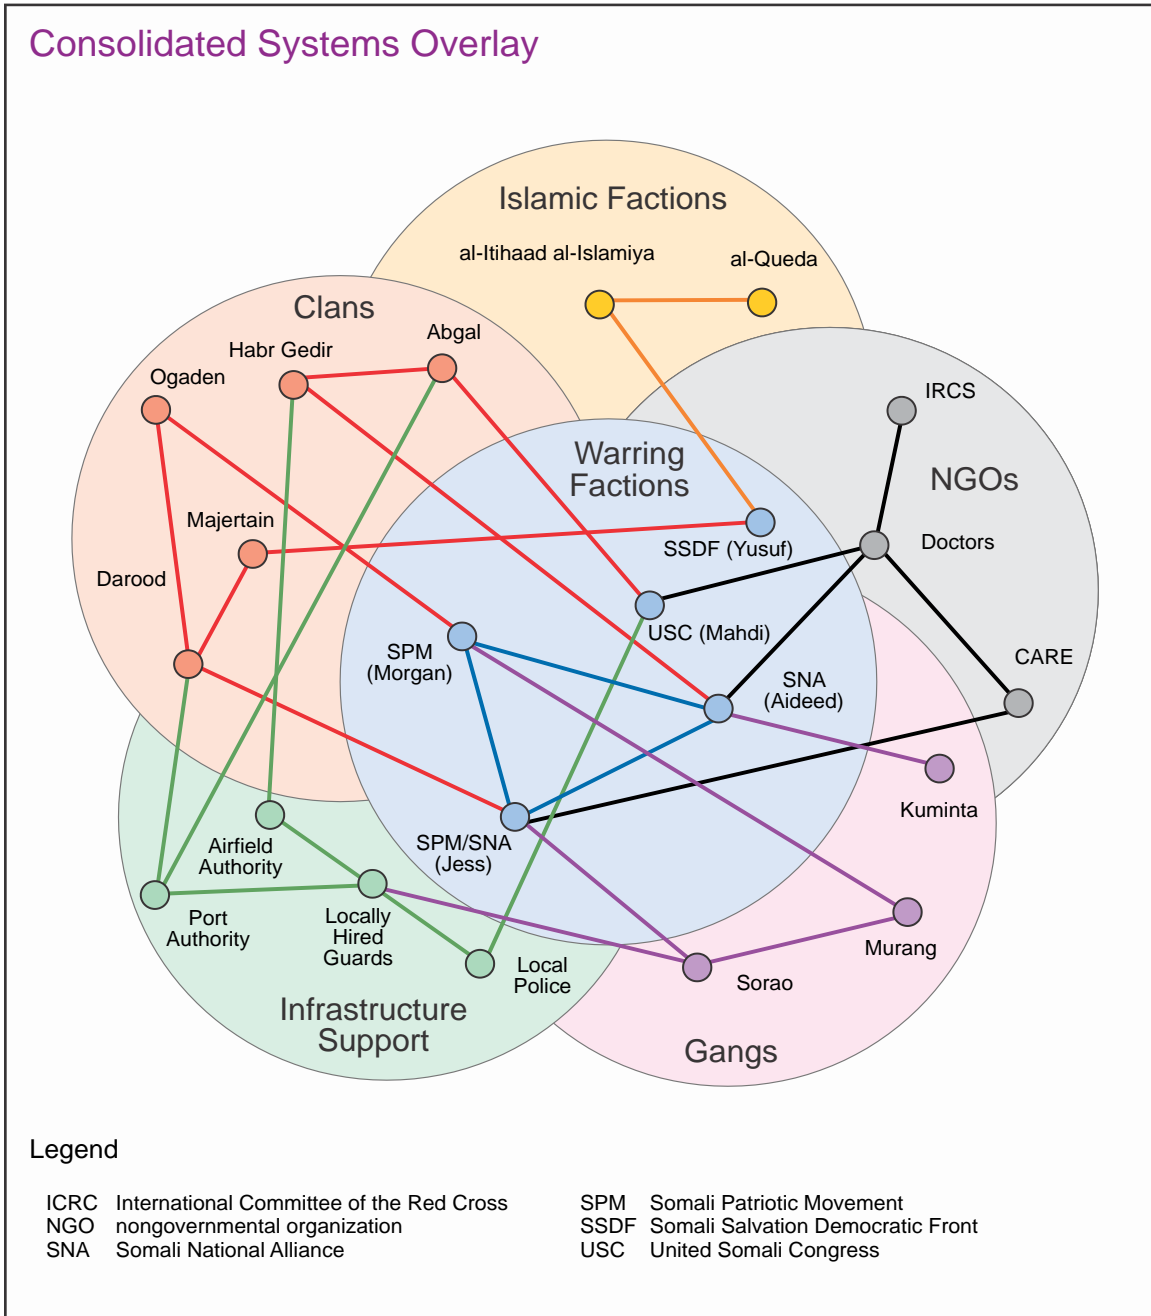 Consolidated Systems Overlay
Islamic Factions
al-Itihaad al-Islamiya
al-Queda
Clans
Abgal
Habr Gedir
Ogaden
IRCS
Warring
Factions
NGOs
Majertain
SSDF (Yusuf)
Doctors
Darood
USC (Mahdi)
SPM
(Morgan)
CARE
SNA
(Aideed)
Kuminta
Airfield
Authority
SPM/SNA
(Jess)
Port
Authority
Locally
Hired
Guards
Murang
Local
Police
Sorao
Infrastructure
Support
Gangs
Legend
ICRC International Committee of the Red Cross
NGO nongovernmental organization
SNA Somali National Alliance
SPM Somali Patriotic Movement
SSDF Somali Salvation Democratic Front
USC United Somali Congress